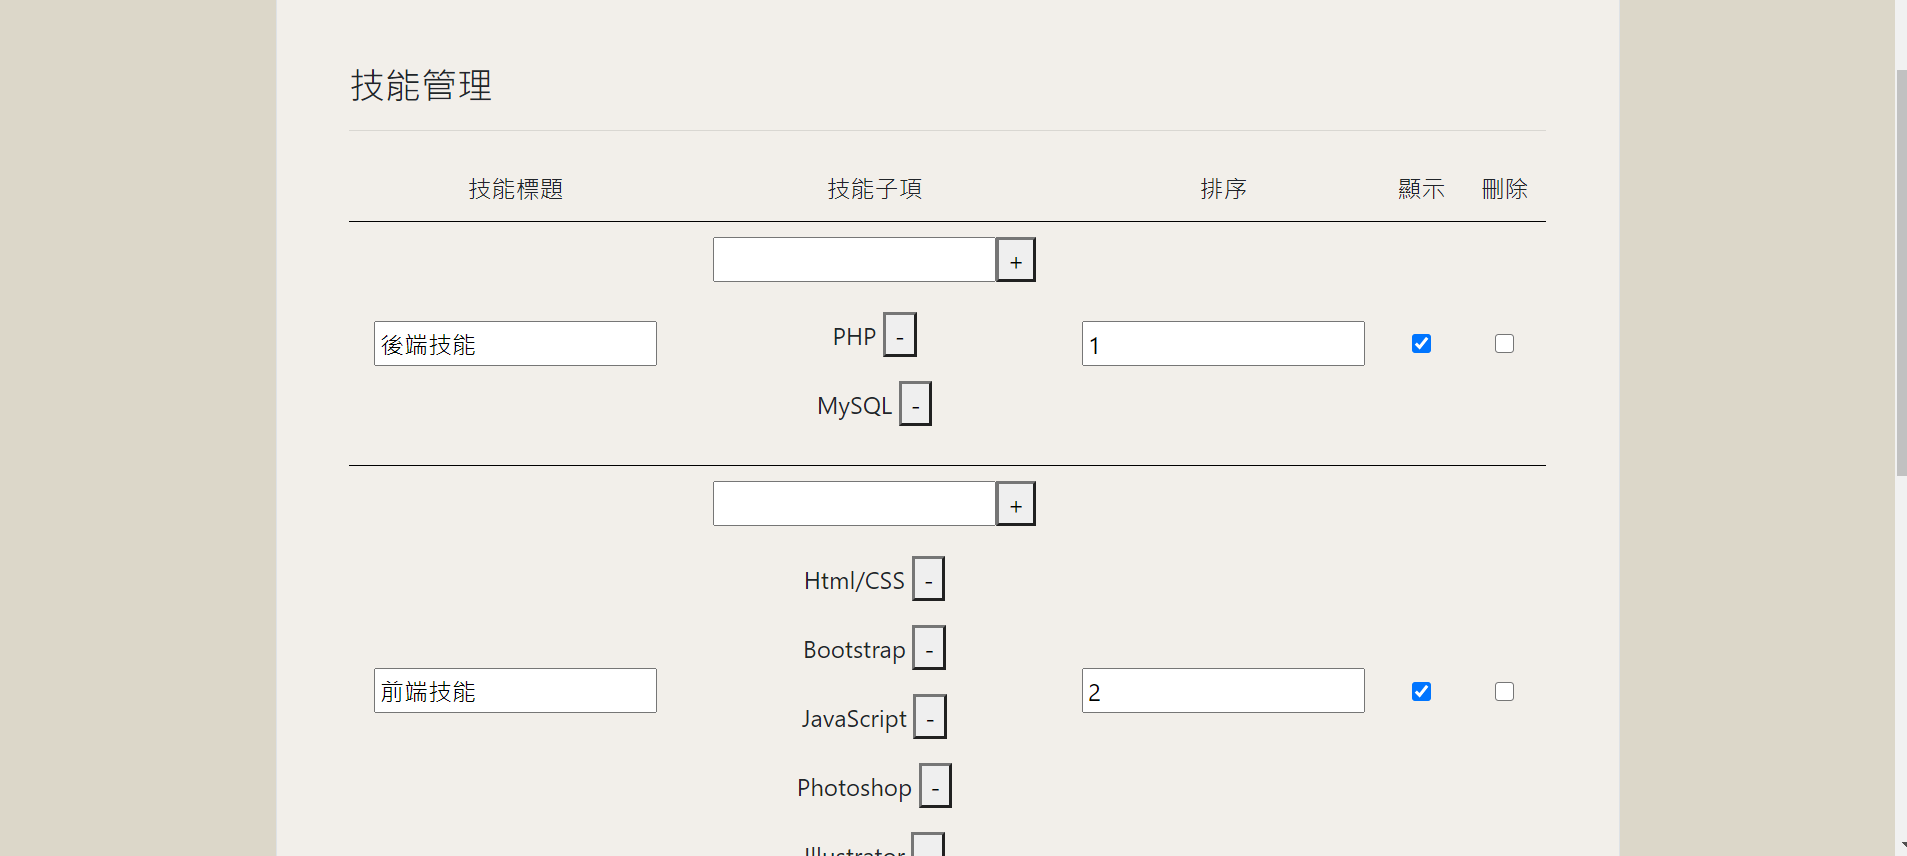 技能管理
技能標題 技能子項 排序 顯示 刪除
+
PHP -
後端技能 1
MySQL -
+
Html/CSS -
Bootstrap -
前端技能 2
JavaScript -
Photoshop -
Illustrator